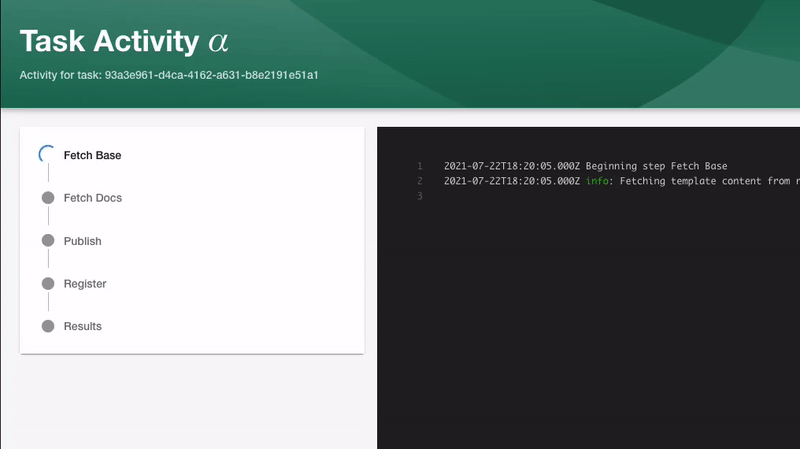 Task Activity α
Activity for task: 93a3e961-d4ca-4162-a631-b8e2191e51a1
Fetch Base
Fetch Docs
Publish
Register
Results
1 2021-07-22T18:20:05.000Z Beginning step Fetch Base
2 2021-07-22T18:20:05.000Z info: Fetching template content from r
3